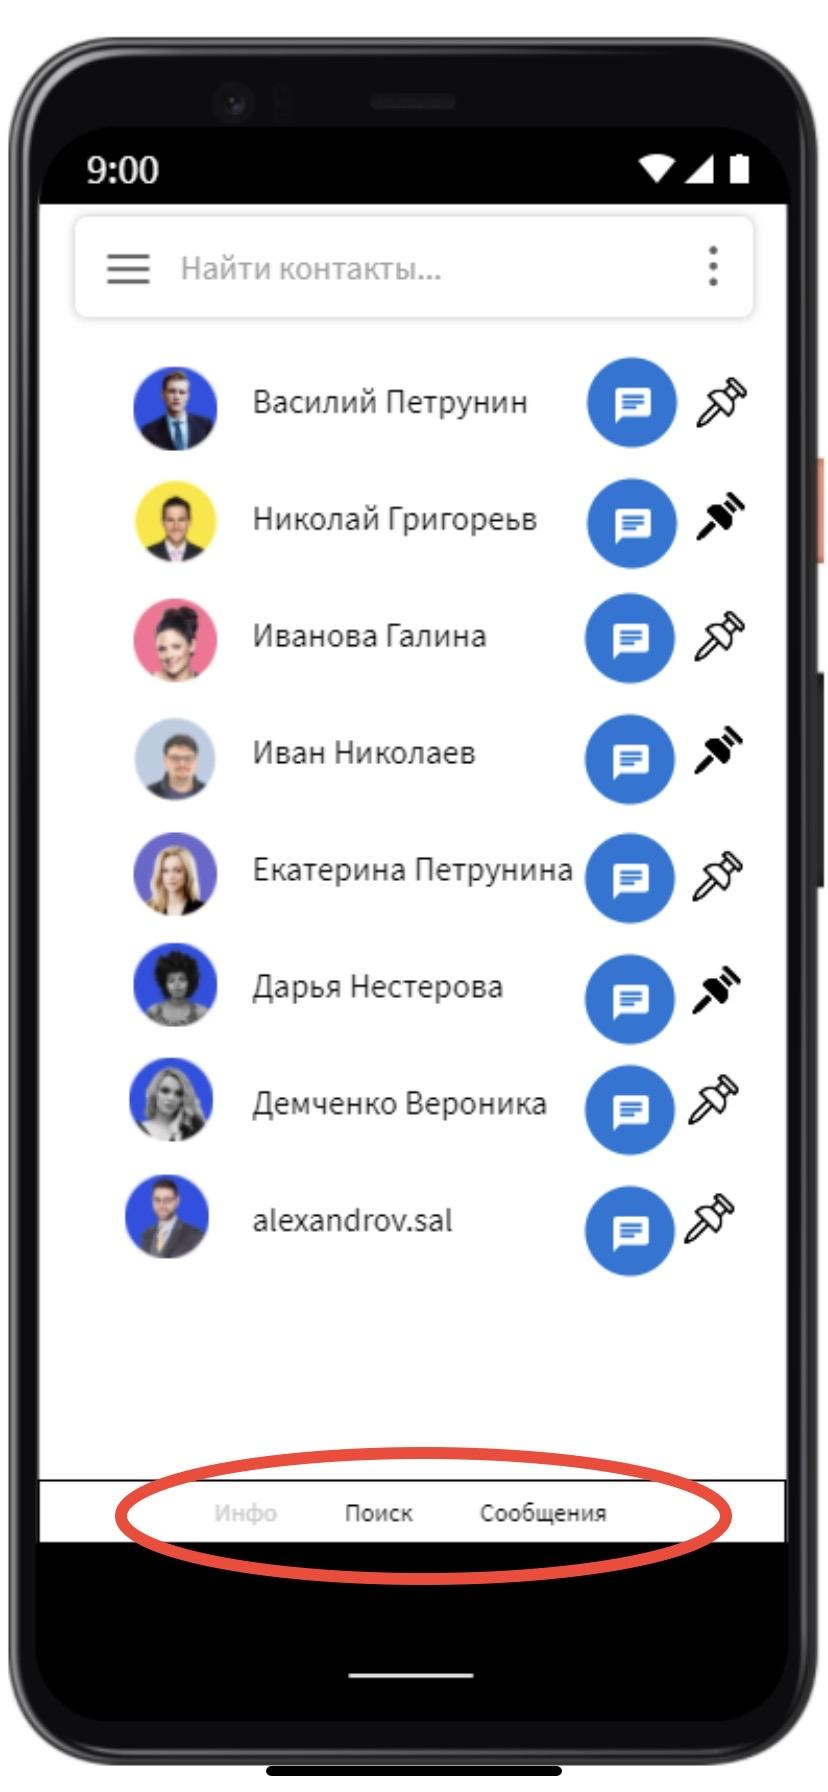 9:00
Найти контакты...
Василий Петрунин
Николай Григореьв
Иванова Галина
Иван Николаев
Екатерина Петрунина
Дарья Нестерова
Демченко Вероника
alexandrov.sal
Инфо Поиск Сообщения